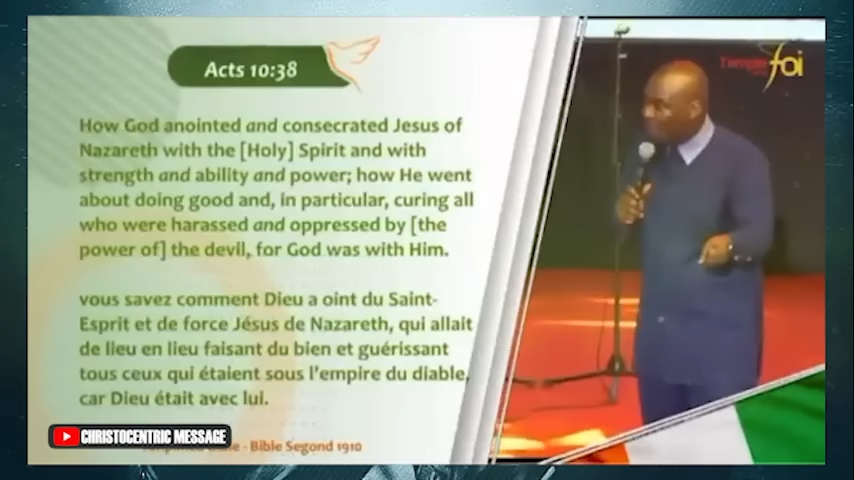 Acts 10:38
How God anointed and consecrated Jesus of
Nazareth with the [Holy] Spirit and with
strength and ability and power; how He went
about doing good and, in particular, curing all
who were harassed and oppressed by [the
power of] the devil, for God was with Him.
vous savez comment Dieu a oint du Saint-
Esprit et de force Jésus de Nazareth, qui allait
de lieu en lieu faisant du bien et guérissant
tous ceux qui étaient sous l'empire du diable,
car Dieu était avec lui.
CHRISTOCENTRIC MESSAGE
- Bible Segond 1910
Temple
foi